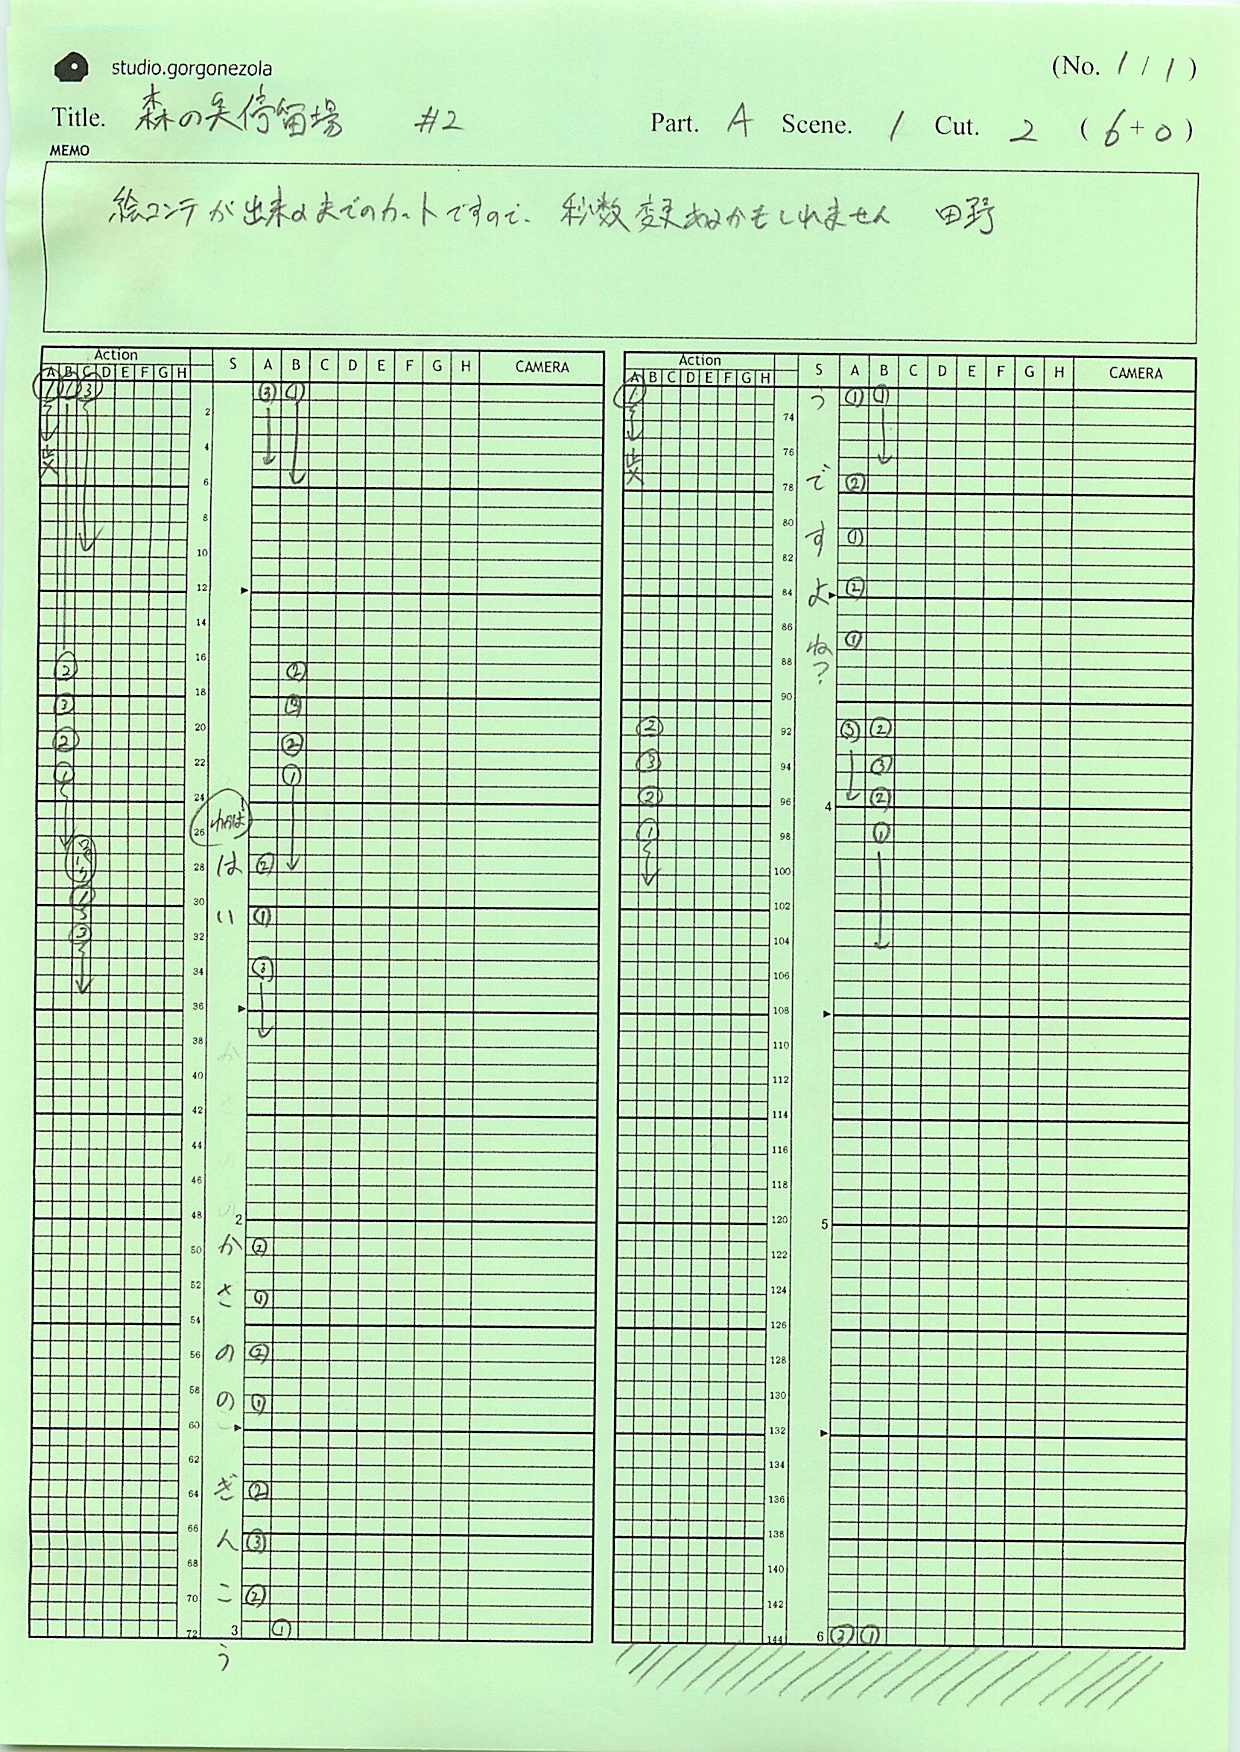 studio.gorgonezola
(No. 1 / 1 )
Title. 森の矢停留場 #2 Part. A Scene. 1 Cut. 2 ( 6 + 0 )
MEMO
絵コンテが出来るまでのカットですので、秒数変更あるかもしれません 田野
Action S A B C D E F G H CAMERA
A B C D E F G H
① ① ③ ③ ①
2
4
止メ
6
8
10
12
14
16
② ②
18
③
20
② ②
22
① ①
24
26
28
は ②
30
① い ①
32
③
34
③
36
38
か
40
さ
42
44
の
46
の
48 2
50
か ②
52
さ ①
54
56
の ②
58
の ①
60
62
64
ぎ ②
66
ん ③
68
70
こ ②
72 3 ①
う
Action S A B C D E F G H CAMERA
A B C D E F G H
① う ① ①
74
76
止メ
78
で ②
80
す ①
82
84
よ ②
86
ね? ①
88
90
92
② ③ ②
94
③ ③
96 4
② ②
98
① ①
100
102
104
106
108
110
112
114
116
118
120 5
122
124
126
128
130
132
134
136
138
140
142
144 6 ③ ①